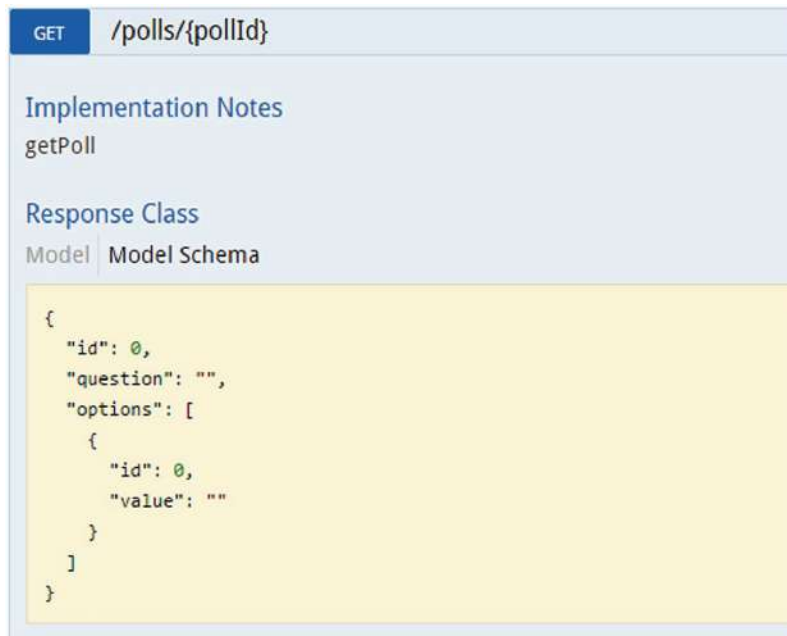 GET /polls/{pollId}
Implementation Notes
getPoll
Response Class
Model Model Schema
{
  "id": 0,
  "question": "",
  "options": [
    {
      "id": 0,
      "value": ""
    }
  ]
}